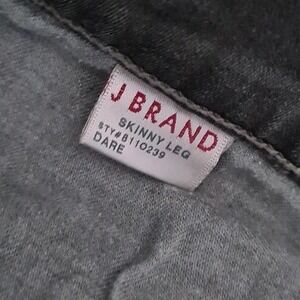 J BRAND
SKINNY LEG
STY#8110239
DARE